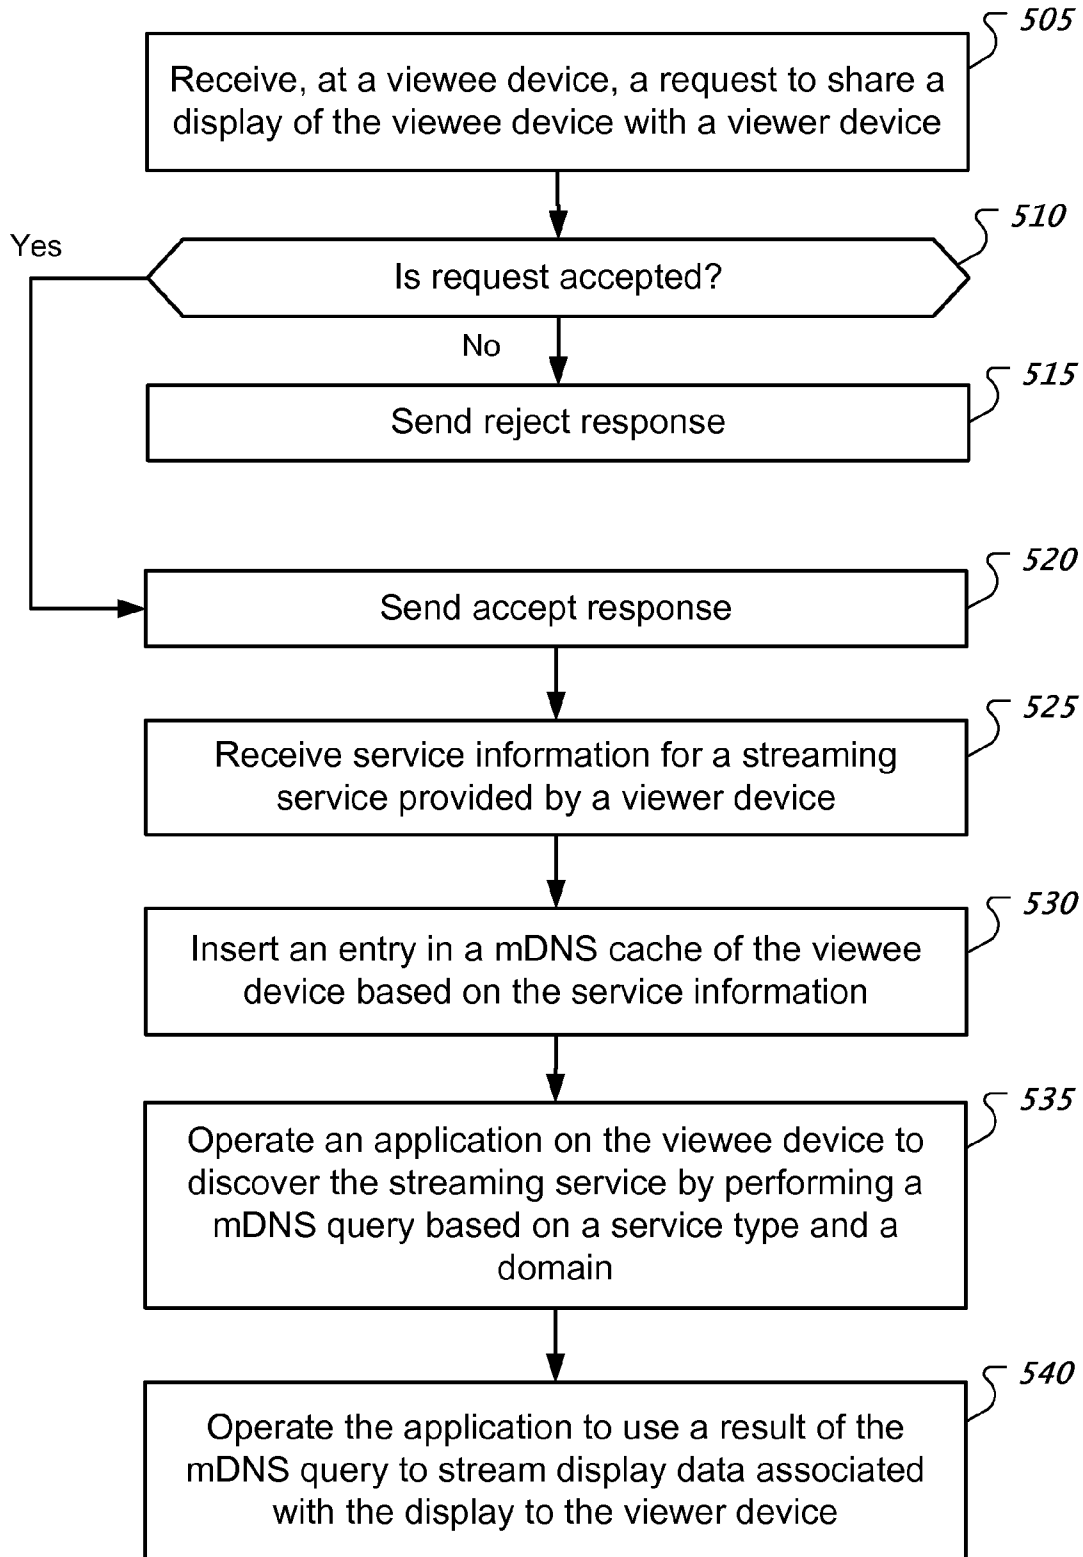 505
Receive, at a viewee device, a request to share a
display of the viewee device with a viewer device
510
Yes
Is request accepted?
No
515
Send reject response
520
Send accept response
525
Receive service information for a streaming
service provided by a viewer device
530
Insert an entry in a mDNS cache of the viewee
device based on the service information
535
Operate an application on the viewee device to
discover the streaming service by performing a
mDNS query based on a service type and a
domain
540
Operate the application to use a result of the
mDNS query to stream display data associated
with the display to the viewer device